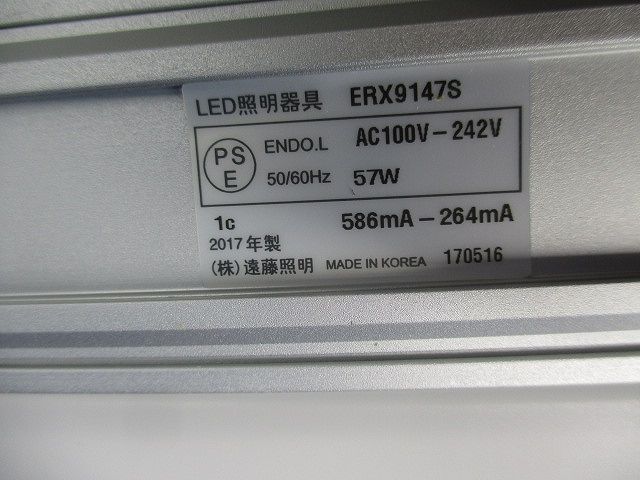 LED照明器具 ERX9147S
PS
E
ENDO.L AC100V-242V
50/60Hz 57W
1c 586mA-264mA
2017年製
(株)遠藤照明 MADE IN KOREA 170516